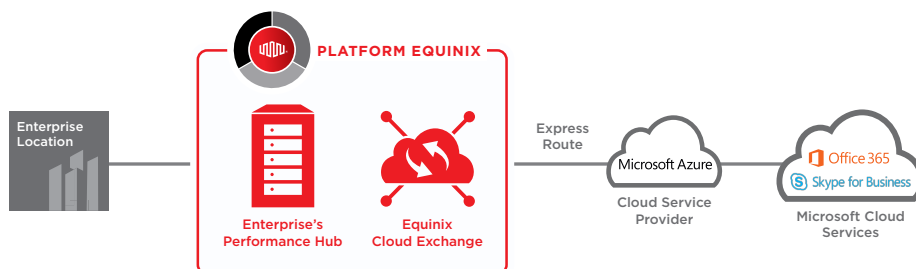 PLATFORM EQUINIX
Enterprise
Location
Enterprise's
Performance Hub
Equinix
Cloud Exchange
Express
Route
Microsoft Azure
Cloud Service
Provider
Office 365
Skype for Business
Microsoft Cloud
Services